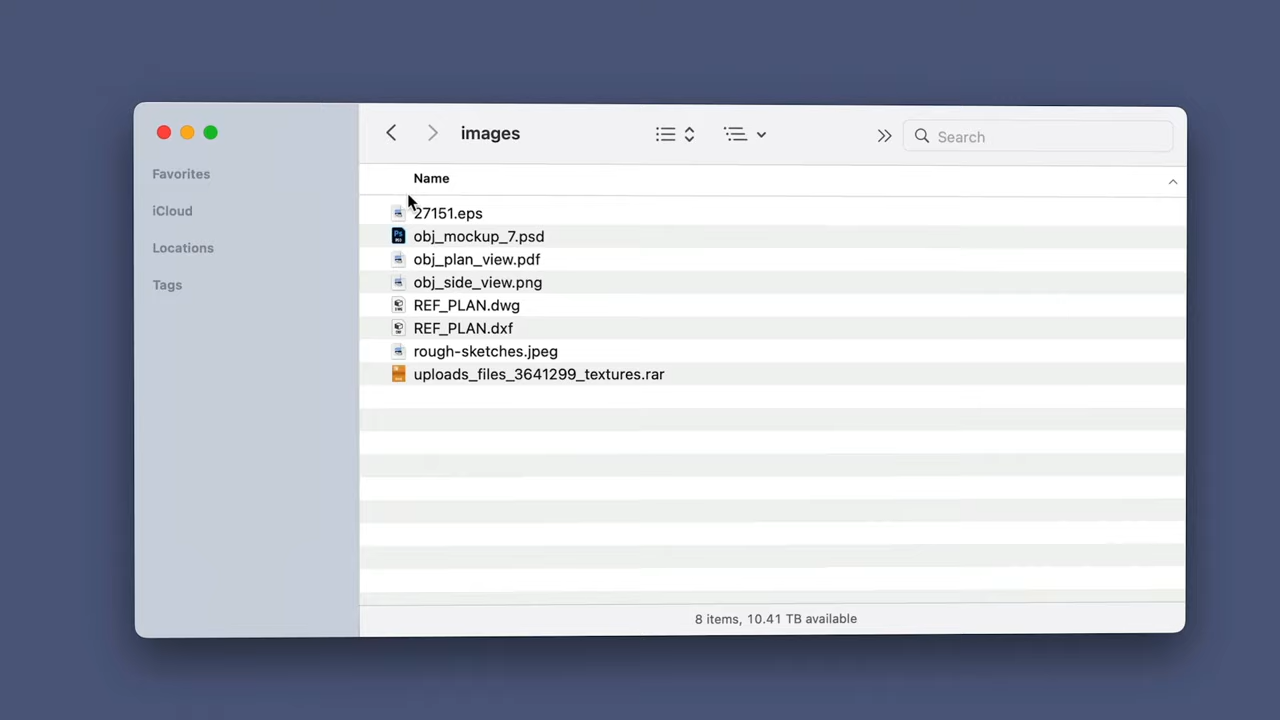 images
Search
Favorites
iCloud
Locations
Tags
Name
27151.eps
obj_mockup_7.psd
obj_plan_view.pdf
obj_side_view.png
REF_PLAN.dwg
REF_PLAN.dxf
rough-sketches.jpeg
uploads_files_3641299_textures.rar
8 items, 10.41 TB available